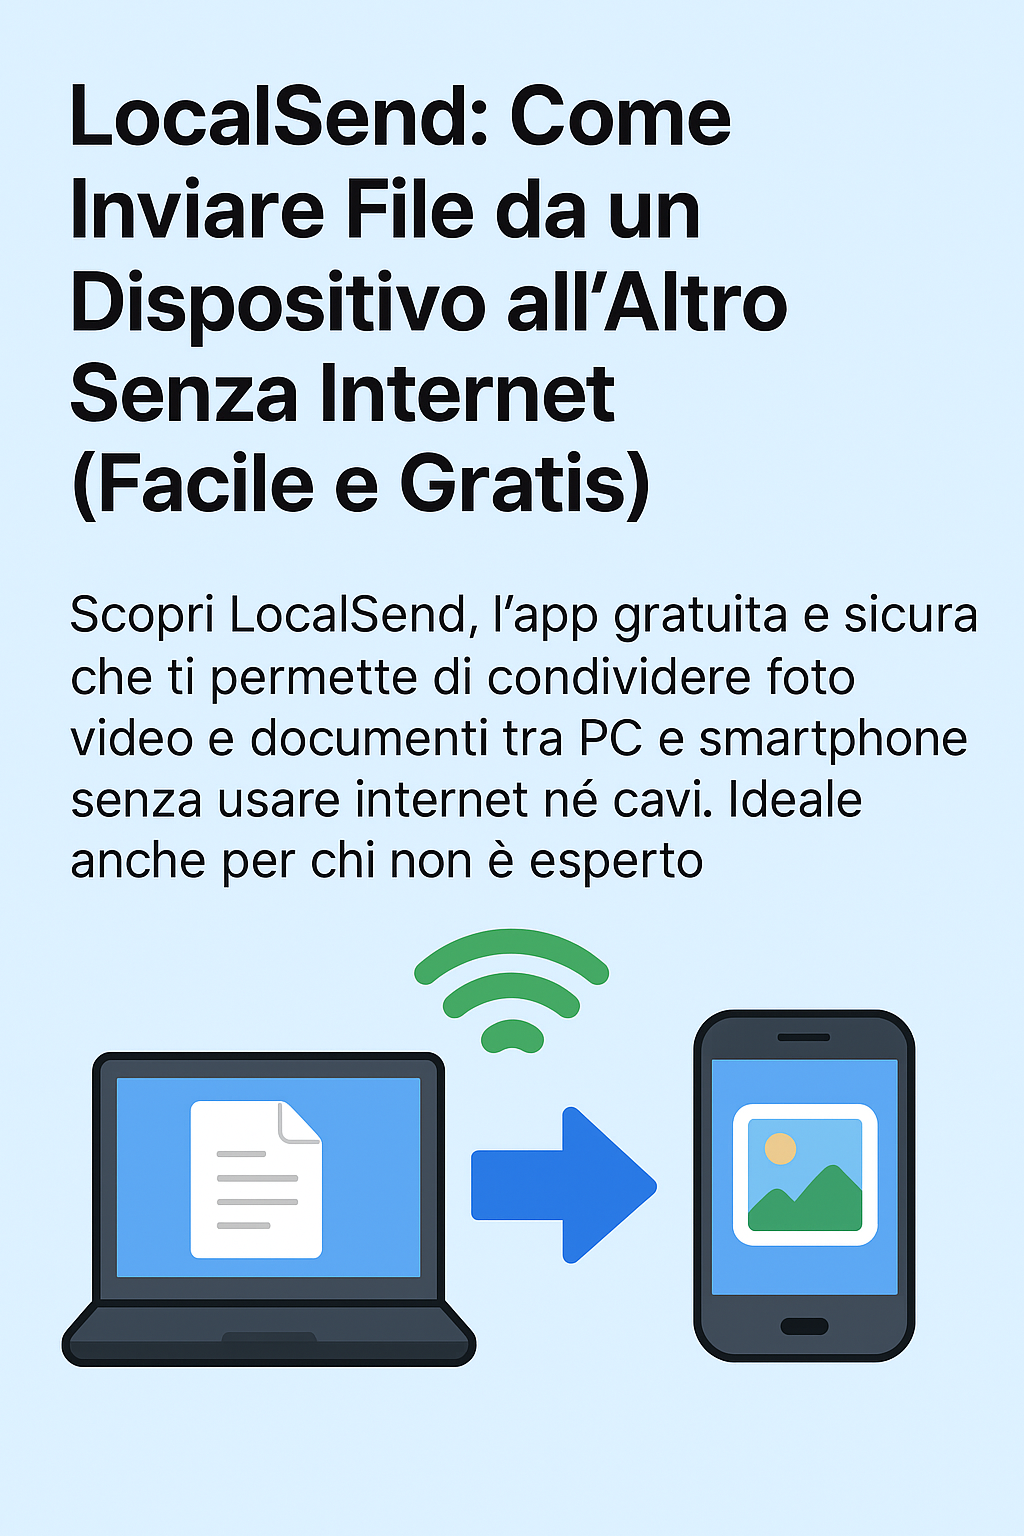 LocalSend: Come
Inviare File da un
Dispositivo all’Altro
Senza Internet
(Facile e Gratis)
Scopri LocalSend, l’app gratuita e sicura
che ti permette di condividere foto
video e documenti tra PC e smartphone
senza usare internet né cavi. Ideale
anche per chi non è esperto